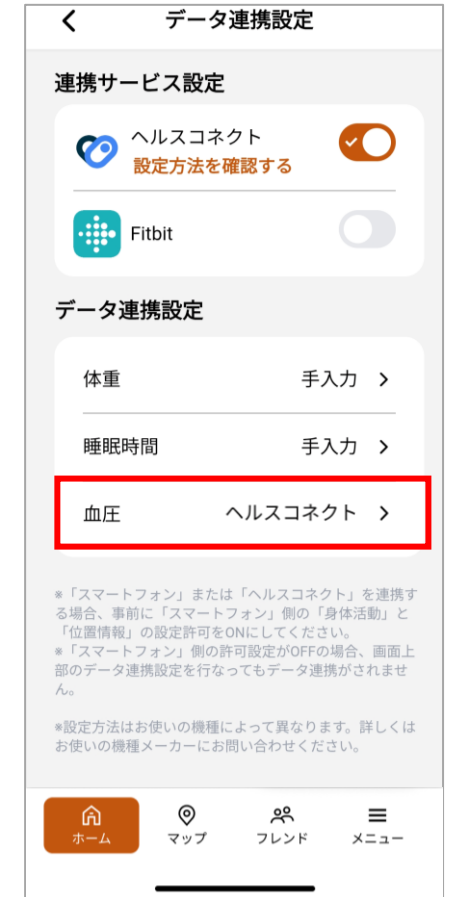 データ連携設定
連携サービス設定
ヘルスコネクト
設定方法を確認する
Fitbit
データ連携設定
体重 手入力
睡眠時間 手入力
血圧 ヘルスコネクト
※「スマートフォン」または「ヘルスコネクト」を連携す
る場合、事前に「スマートフォン」側の「身体活動」と
「位置情報」の設定許可をONにしてください。
※「スマートフォン」側の許可設定がOFFの場合、画面上
部のデータ連携設定を行なってもデータ連携がされませ
ん。
*設定方法はお使いの機種によって異なります。詳しくは
お使いの機種メーカーにお問い合わせください。
ホーム マップ フレンド メニュー